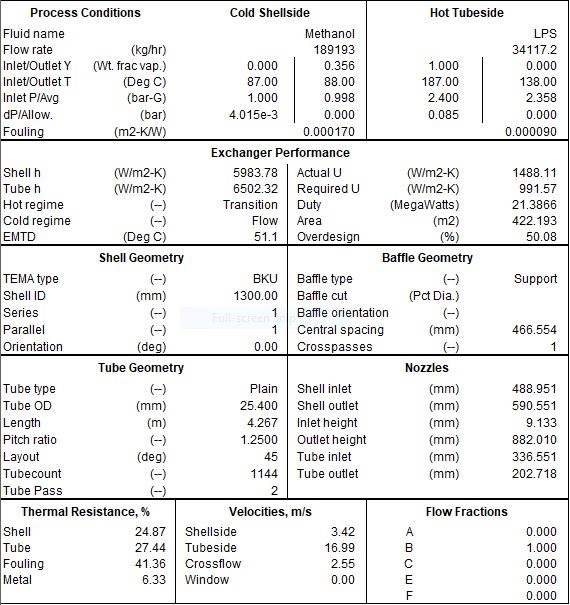 Process Conditions Cold Shellside Hot Tubeside
Fluid name Methanol LPS
Flow rate (kg/hr) 189193 34117.2
Inlet/Outlet Y (Wt. frac vap.) 0.000 0.356 1.000 0.000
Inlet/Outlet T (Deg C) 87.00 88.00 187.00 138.00
Inlet P/Avg (bar-G) 1.000 0.998 2.400 2.358
dP/Allow. (bar) 4.015e-3 0.000 0.085 0.000
Fouling (m2-K/W) 0.000170 0.000090
Exchanger Performance
Shell h (W/m2-K) 5983.78 Actual U (W/m2-K) 1488.11
Tube h (W/m2-K) 6502.32 Required U (W/m2-K) 991.57
Hot regime (--) Transition Duty (MegaWatts) 21.3866
Cold regime (--) Flow Area (m2) 422.193
EMTD (Deg C) 51.1 Overdesign (%) 50.08
Shell Geometry Baffle Geometry
TEMA type (--) BKU Baffle type (--) Support
Shell ID (mm) 1300.00 Baffle cut (Pct Dia.)
Series (--) 1 Baffle orientation (--)
Parallel (--) 1 Central spacing (mm) 466.554
Orientation (deg) 0.00 Crosspasses (--) 1
Tube Geometry Nozzles
Tube type (--) Plain Shell inlet (mm) 488.951
Tube OD (mm) 25.400 Shell outlet (mm) 590.551
Length (m) 4.267 Inlet height (mm) 9.133
Pitch ratio (--) 1.2500 Outlet height (mm) 882.010
Layout (deg) 45 Tube inlet (mm) 336.551
Tubecount (--) 1144 Tube outlet (mm) 202.718
Tube Pass (--) 2
Thermal Resistance, % Velocities, m/s Flow Fractions
Shell 24.87 Shellside 3.42 A 0.000
Tube 27.44 Tubeside 16.99 B 1.000
Fouling 41.36 Crossflow 2.55 C 0.000
Metal 6.33 Window 0.00 E 0.000
F 0.000